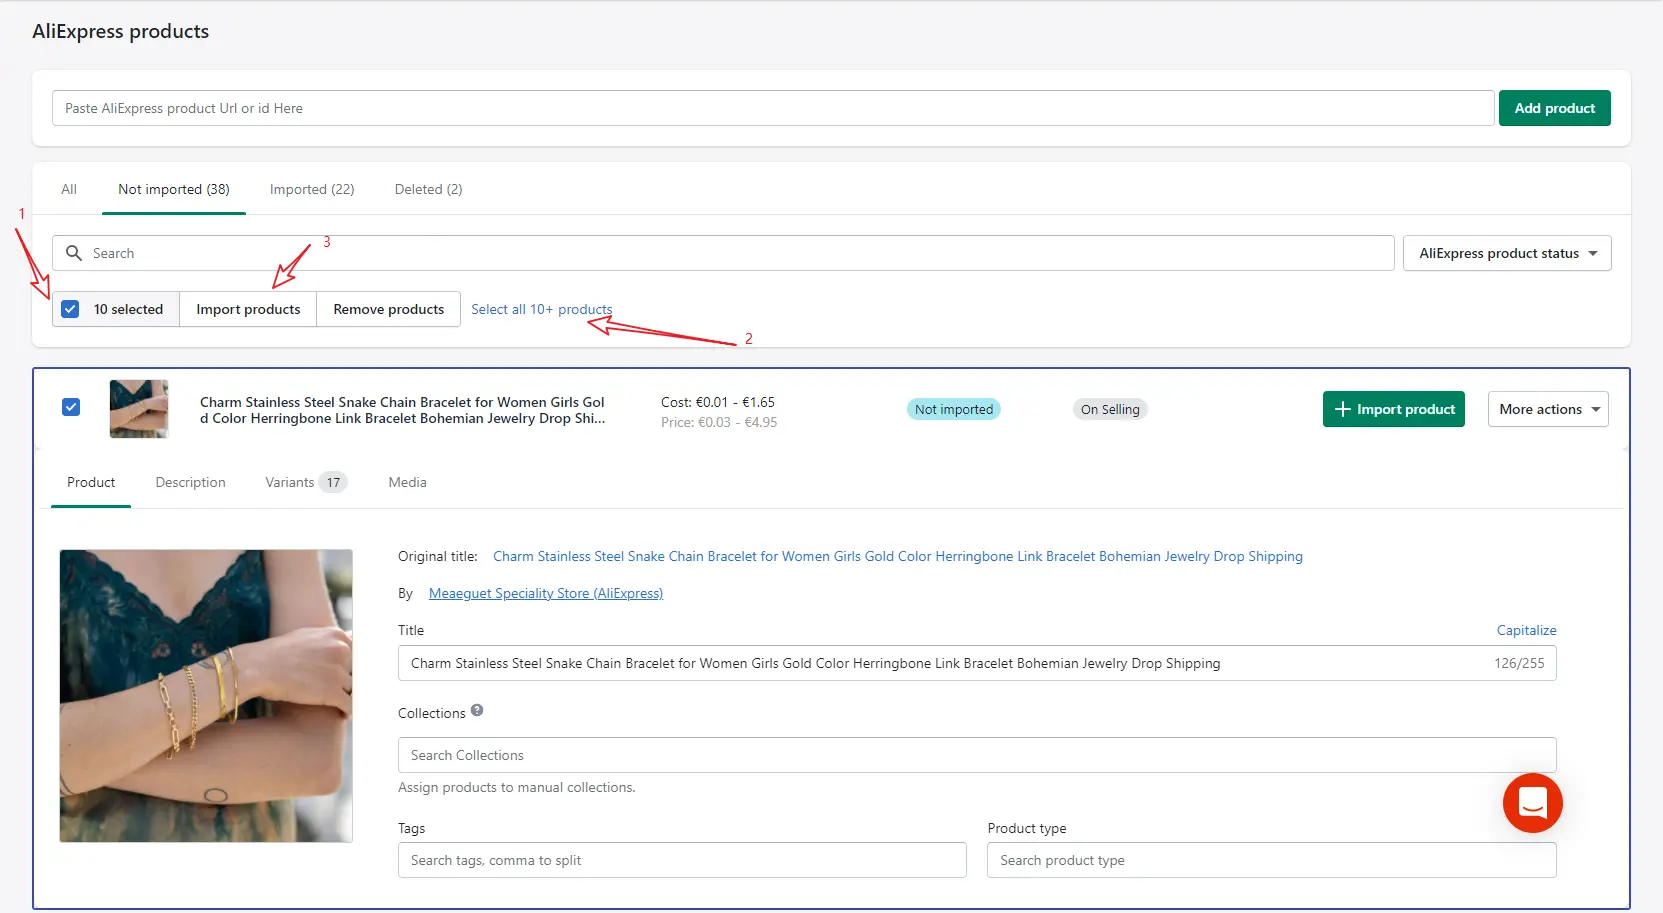 AliExpress products
Paste AliExpress product Url or id Here
Add product
All
Not imported (38)
Imported (22)
Deleted (2)
1
3
Search
AliExpress product status
10 selected
Import products
Remove products
Select all 10+ products
2
Charm Stainless Steel Snake Chain Bracelet for Women Girls Gol
d Color Herringbone Link Bracelet Bohemian Jewelry Drop Shi...
Cost: €0.01 - €1.65
Price: €0.03 - €4.95
Not imported
On Selling
Import product
More actions
Product
Description
Variants 17
Media
Original title: Charm Stainless Steel Snake Chain Bracelet for Women Girls Gold Color Herringbone Link Bracelet Bohemian Jewelry Drop Shipping
By Meaeguet Speciality Store (AliExpress)
Title
Capitalize
Charm Stainless Steel Snake Chain Bracelet for Women Girls Gold Color Herringbone Link Bracelet Bohemian Jewelry Drop Shipping
126/255
Collections ?
Search Collections
Assign products to manual collections.
Tags
Product type
Search tags, comma to split
Search product type